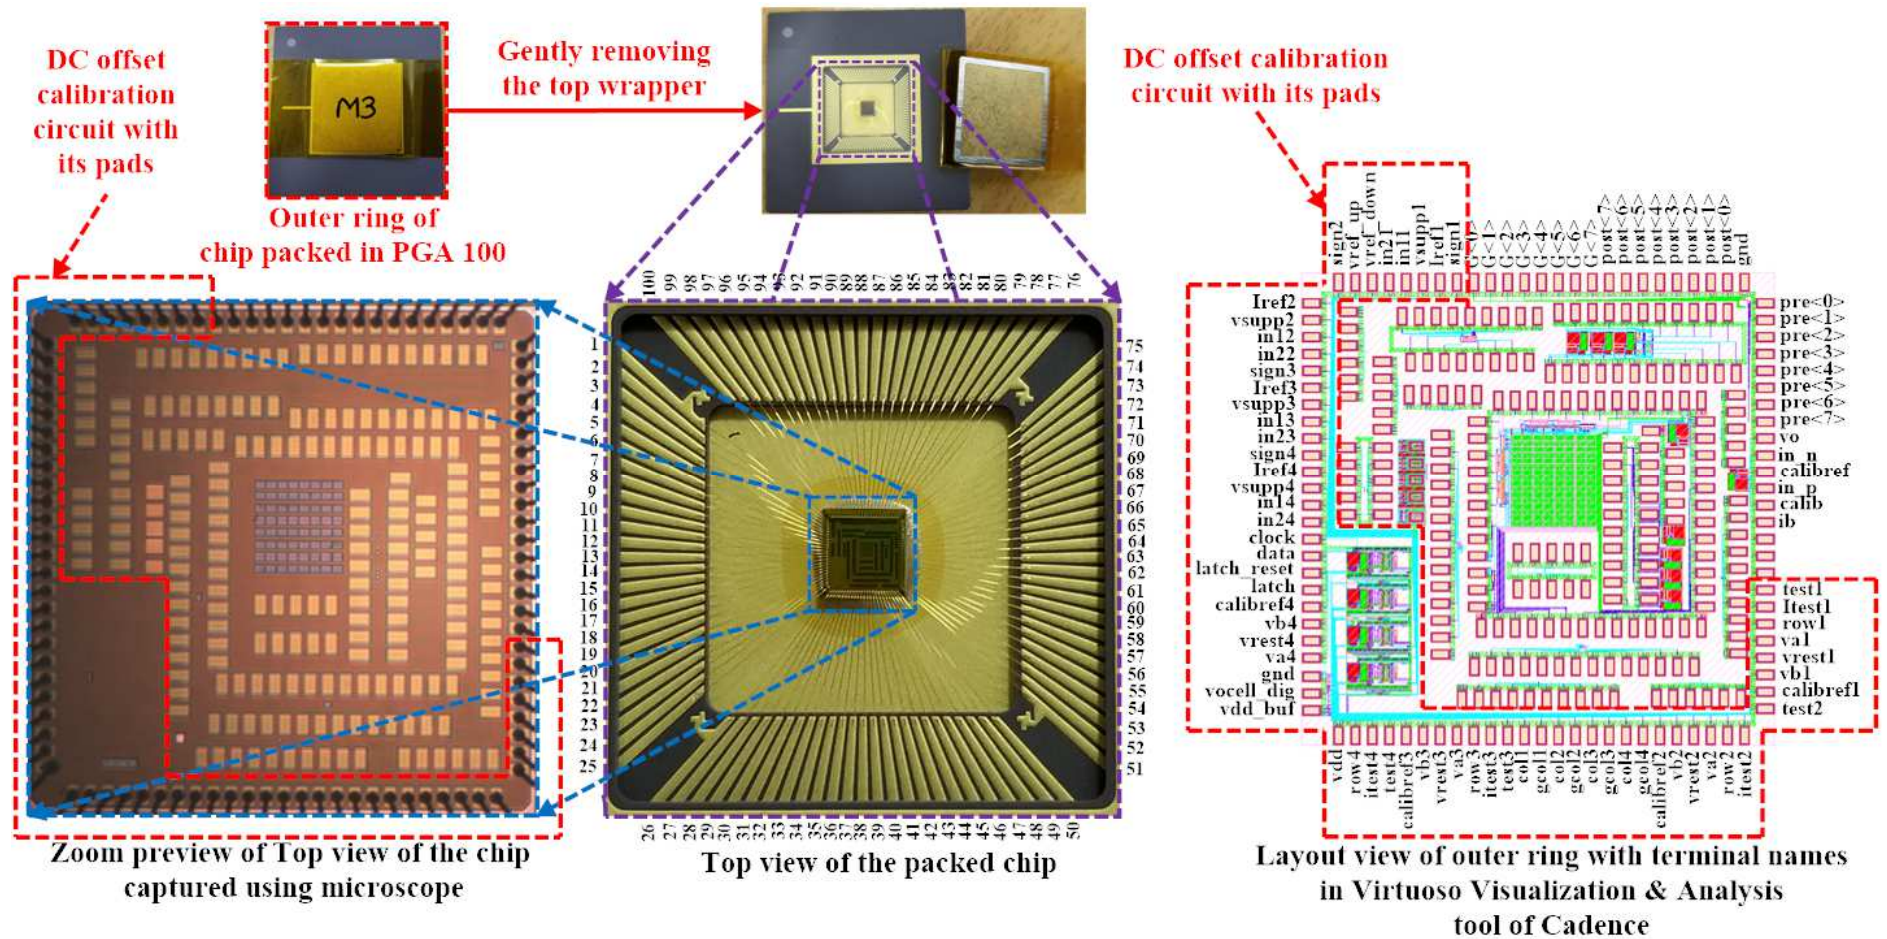 DC offset
calibration
circuit with
its pads
M3
Gently removing
the top wrapper
Outer ring of
chip packed in PGA 100
DC offset calibration
circuit with its pads
100 99 98 97 96 95 94 93 92 91 90 89 88 87 86 85 84 83 82 81 80 79 78 77 76
1
2
3
4
5
6
7
8
9
10
11
12
13
14
15
16
17
18
19
20
21
22
23
24
25
75
74
73
72
71
70
69
68
67
66
65
64
63
62
61
60
59
58
57
56
55
54
53
52
51
26 27 28 29 30 31 32 33 34 35 36 37 38 39 40 41 42 43 44 45 46 47 48 49 50
sign2
vref_up
vref_down
in21
in11
vsupp1
Iref1
sign1
G<0>
G<1>
G<2>
G<3>
G<4>
G<5>
G<6>
G<7>
post<7>
post<6>
post<5>
post<4>
post<3>
post<2>
post<1>
post<0>
gnd
Iref2
vsupp2
in12
in22
sign3
Iref3
vsupp3
in13
in23
sign4
Iref4
vsupp4
in14
in24
clock
data
latch_reset
latch
calibref4
vb4
vrest4
va4
gnd
vocell_dig
vdd_buf
pre<0>
pre<1>
pre<2>
pre<3>
pre<4>
pre<5>
pre<6>
pre<7>
vo
in_n
calibref
in_p
calib
ib
test1
Itest1
row1
va1
vrest1
vb1
calibref1
test2
vdd
row4
itest4
test4
calibref3
vb3
vrest3
va3
row3
itest3
test3
col1
gcol1
col2
gcol2
col3
gcol3
col4
gcol4
calibref2
vb2
vrest2
va2
row2
itest2
Zoom preview of Top view of the chip
captured using microscope
Top view of the packed chip
Layout view of outer ring with terminal names
in Virtuoso Visualization & Analysis
tool of Cadence